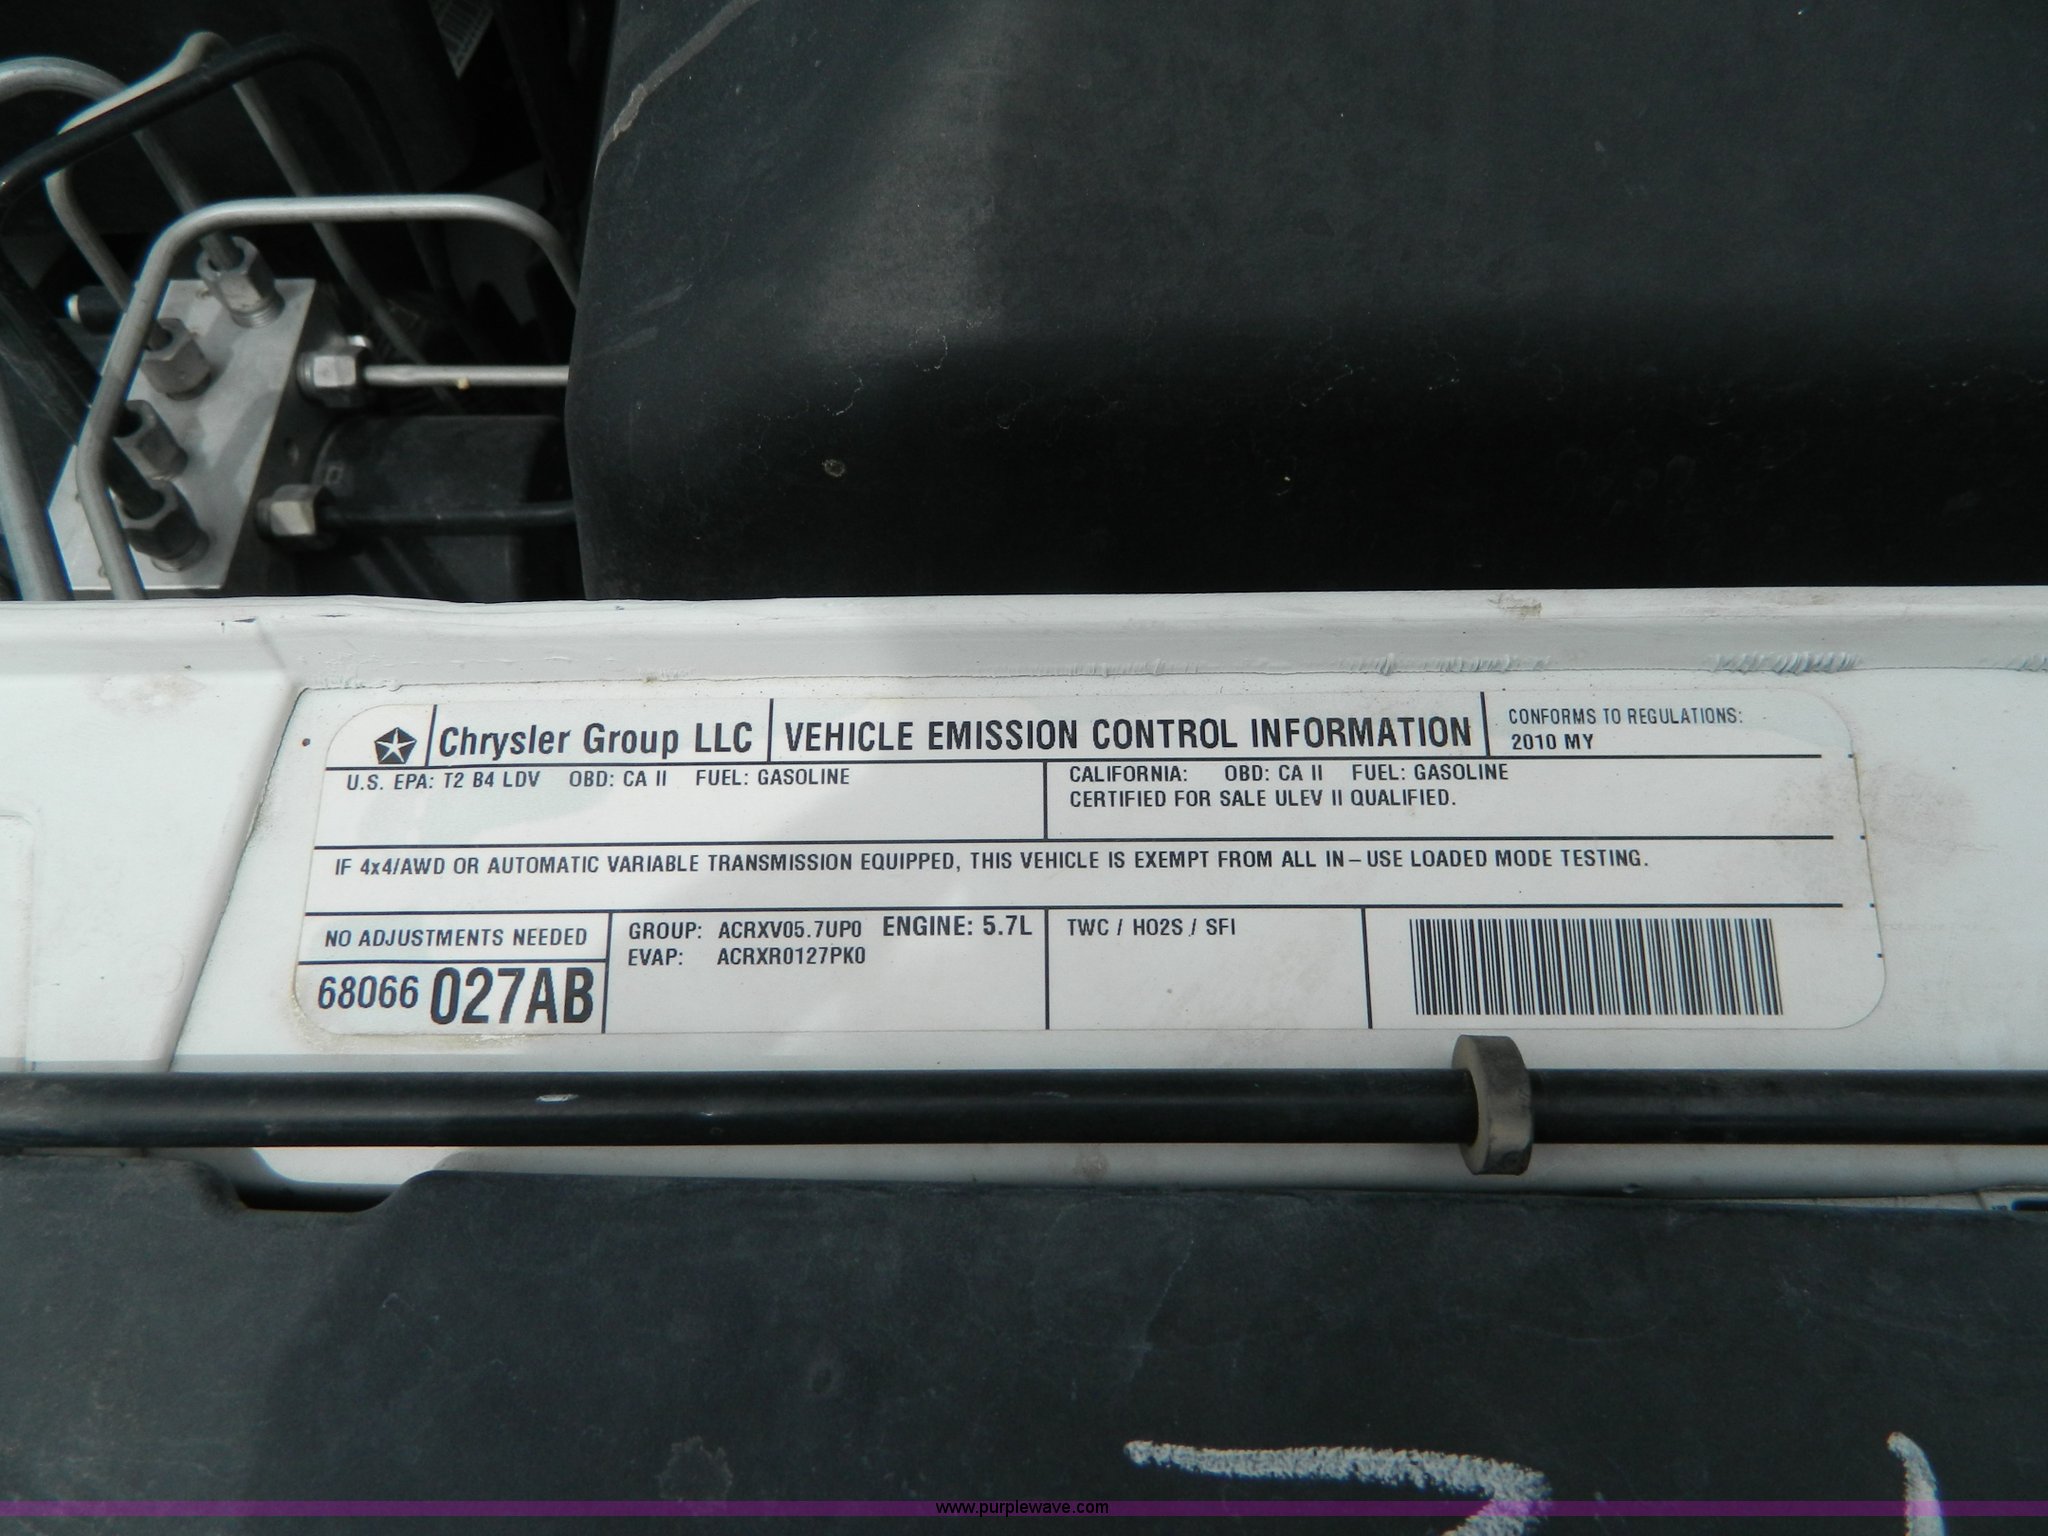 Chrysler Group LLC
VEHICLE EMISSION CONTROL INFORMATION
CONFORMS TO REGULATIONS:
2010 MY
U.S. EPA: T2 B4 LDV OBD: CA II FUEL: GASOLINE
CALIFORNIA: OBD: CA II FUEL: GASOLINE
CERTIFIED FOR SALE ULEV II QUALIFIED.
IF 4x4/AWD OR AUTOMATIC VARIABLE TRANSMISSION EQUIPPED, THIS VEHICLE IS EXEMPT FROM ALL IN-USE LOADED MODE TESTING.
NO ADJUSTMENTS NEEDED
68066 027AB
GROUP: ACRXV05.7UP0 ENGINE: 5.7L
EVAP: ACRXR0127PK0
TWC / HO2S / SFI
www.purplewave.com